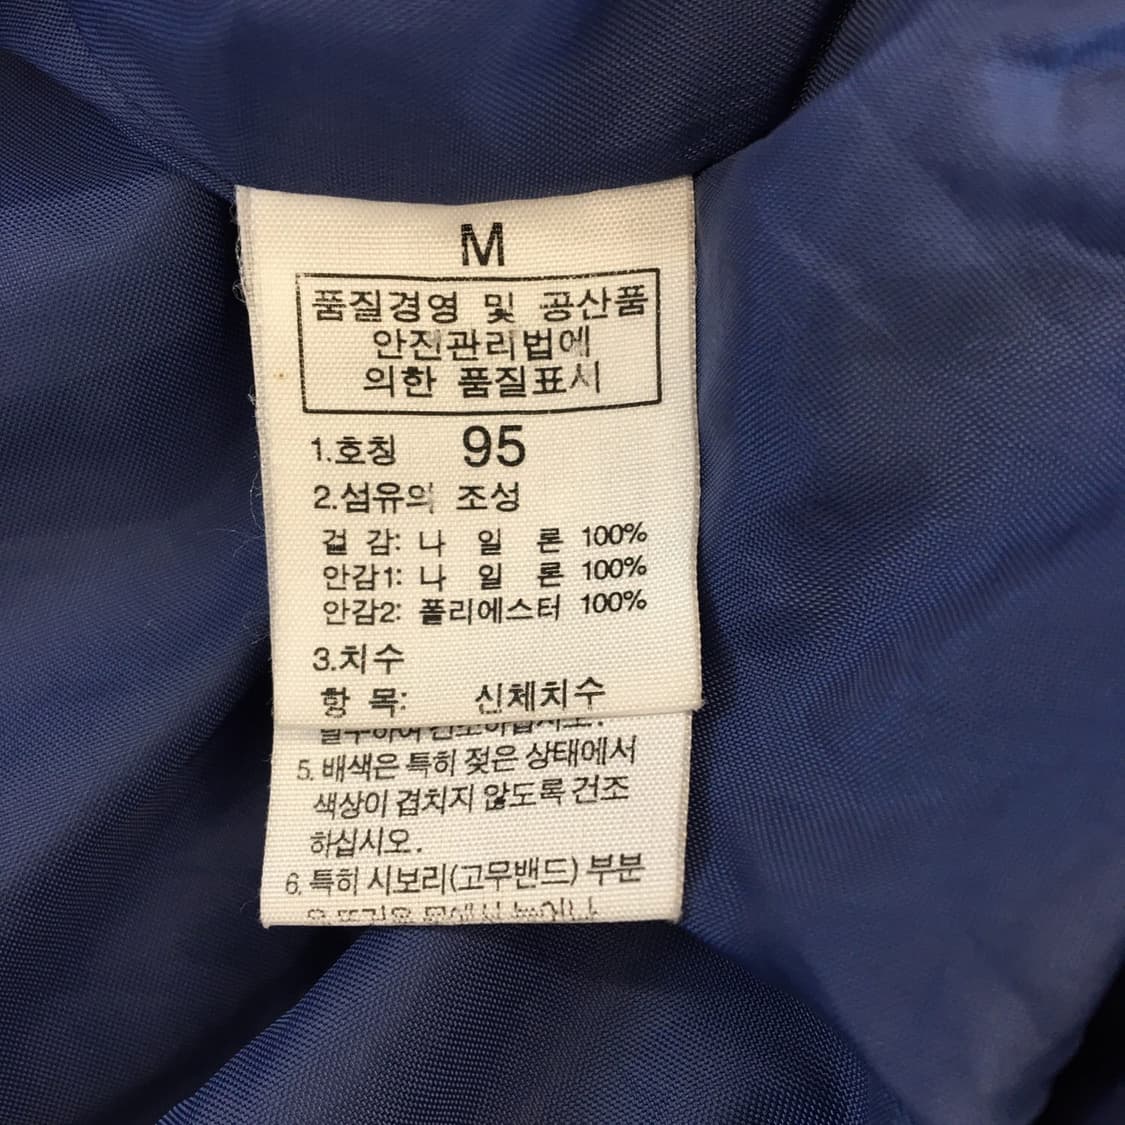 M
품질경영 및 공산품
안전관리법에
의한 품질표시
1.호칭 95
2.섬유의 조성
겉 감: 나 일 론 100%
안감1: 나 일 론 100%
안감2: 폴리에스터 100%
3.치수
항 목: 신체치수
5. 배색은 특히 젖은 상태에서
색상이 겹치지 않도록 건조
하십시오.
6. 특히 시보리(고무밴드) 부분